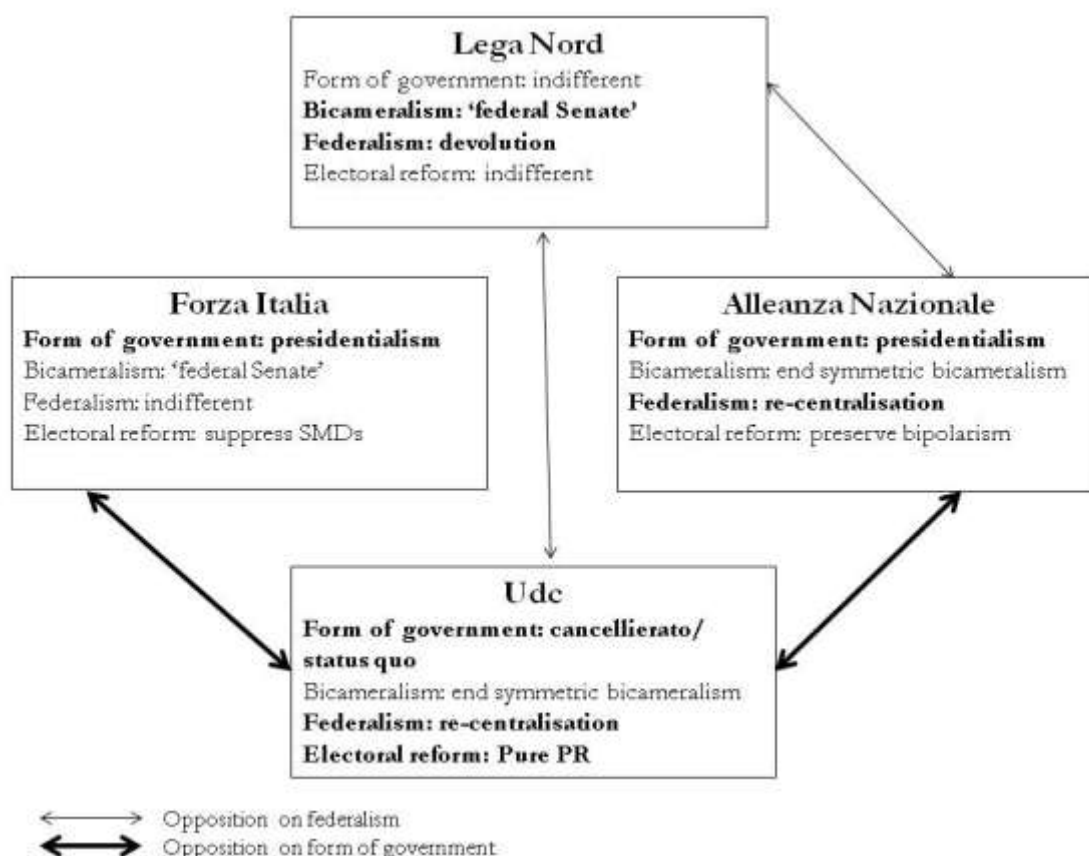 Lega Nord
Form of government: indifferent
Bicameralism: ‘federal Senate’
Federalism: devolution
Electoral reform: indifferent
Forza Italia
Form of government: presidentialism
Bicameralism: ‘federal Senate’
Federalism: indifferent
Electoral reform: suppress SMDs
Alleanza Nazionale
Form of government: presidentialism
Bicameralism: end symmetric bicameralism
Federalism: re-centralisation
Electoral reform: preserve bipolarism
Udc
Form of government: cancellierato/
status quo
Bicameralism: end symmetric bicameralism
Federalism: re-centralisation
Electoral reform: Pure PR
Opposition on federalism
Opposition on form of government